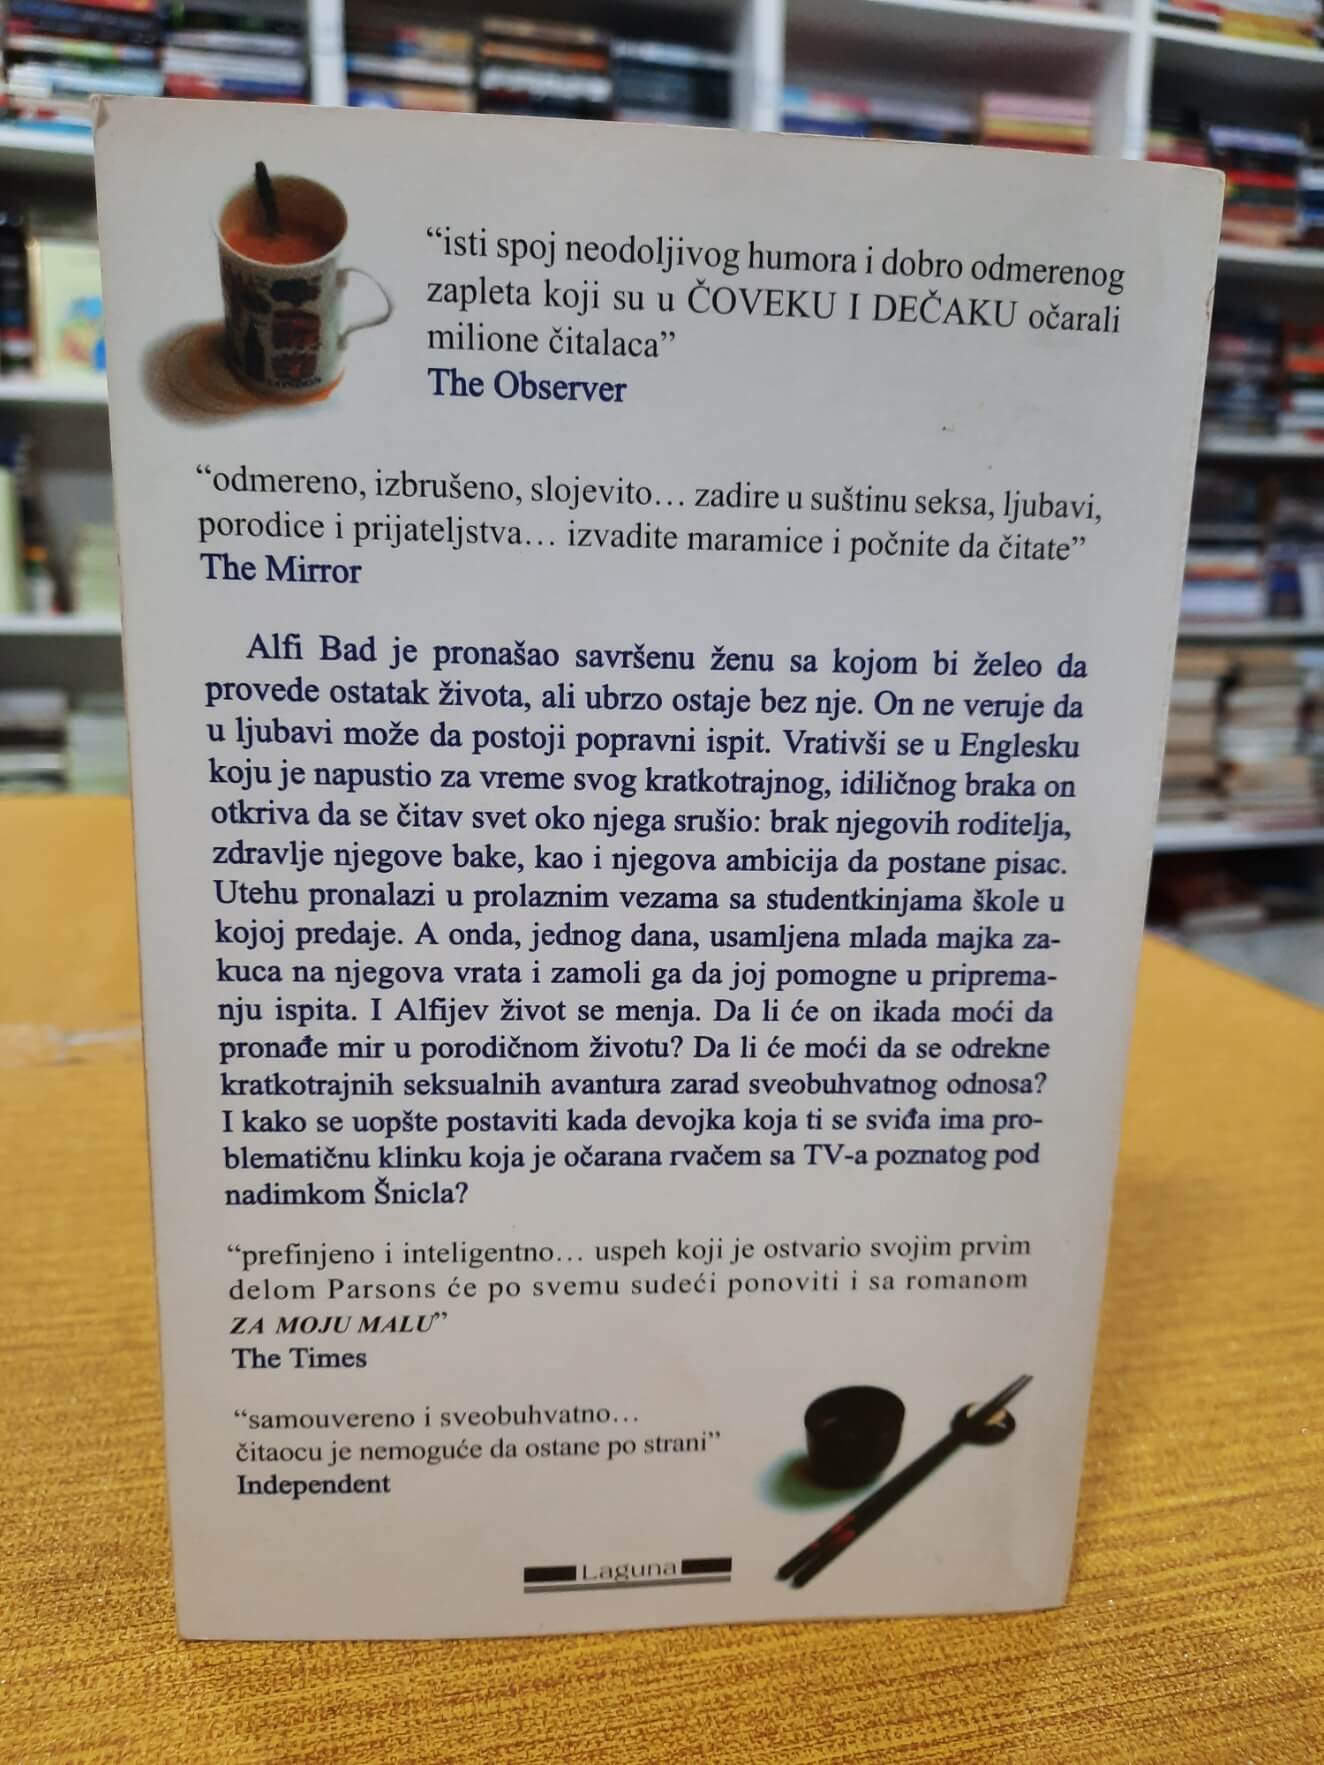 “isti spoj neodoljivog humora i dobro odmerenog
zapleta koji su u ČOVEKU I DEČAKU očarali
milione čitalaca”
The Observer
“odmereno, izbrušeno, slojevito… zadire u suštinu seksa, ljubavi,
porodice i prijateljstva… izvadite maramice i počnite da čitate”
The Mirror
Alfi Bad je pronašao savršenu ženu sa kojom bi želeo da
provede ostatak života, ali ubrzo ostaje bez nje. On ne veruje da
u ljubavi može da postoji popravni ispit. Vrativši se u Englesku
koju je napustio za vreme svog kratkotrajnog, idiličnog braka on
otkriva da se čitav svet oko njega srušio: brak njegovih roditelja,
zdravlje njegove bake, kao i njegova ambicija da postane pisac.
Utehu pronalazi u prolaznim vezama sa studentkinjama škole u
kojoj predaje. A onda, jednog dana, usamljena mlada majka za-
kuca na njegova vrata i zamoli ga da joj pomogne u priprema-
nju ispita. I Alfijev život se menja. Da li će on ikada moći da
pronađe mir u porodičnom životu? Da li će moći da se odrekne
kratkotrajnih seksualnih avantura zarad sveobuhvatnog odnosa?
I kako se uopšte postaviti kada devojka koja ti se sviđa ima pro-
blematičnu klinku koja je očarana rvačem sa TV-a poznatog pod
nadimkom Šnicla?
“prefinjeno i inteligentno… uspeh koji je ostvario svojim prvim
delom Parsons će po svemu sudeći ponoviti i sa romanom
ZA MOJU MALU”
The Times
“samouvereno i sveobuhvatno…
čitaocu je nemoguće da ostane po strani”
Independent
Laguna